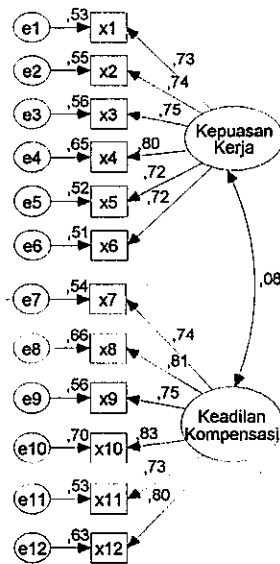 ,53
e1 x1
,73
,55
e2 x2
,74
,56
e3 x3
,75
Kepuasan
Kerja
,65
e4 x4
,80
,52
e5 x5
,72
,51
e6 x6
,72
,08
,54
e7 x7
,74
,66
e8 x8
,81
,56
e9 x9
,75
Keadilan
Kompensasi
,70
e10 x10
,83
,53
e11 x11
,73
,63
e12 x12
,80